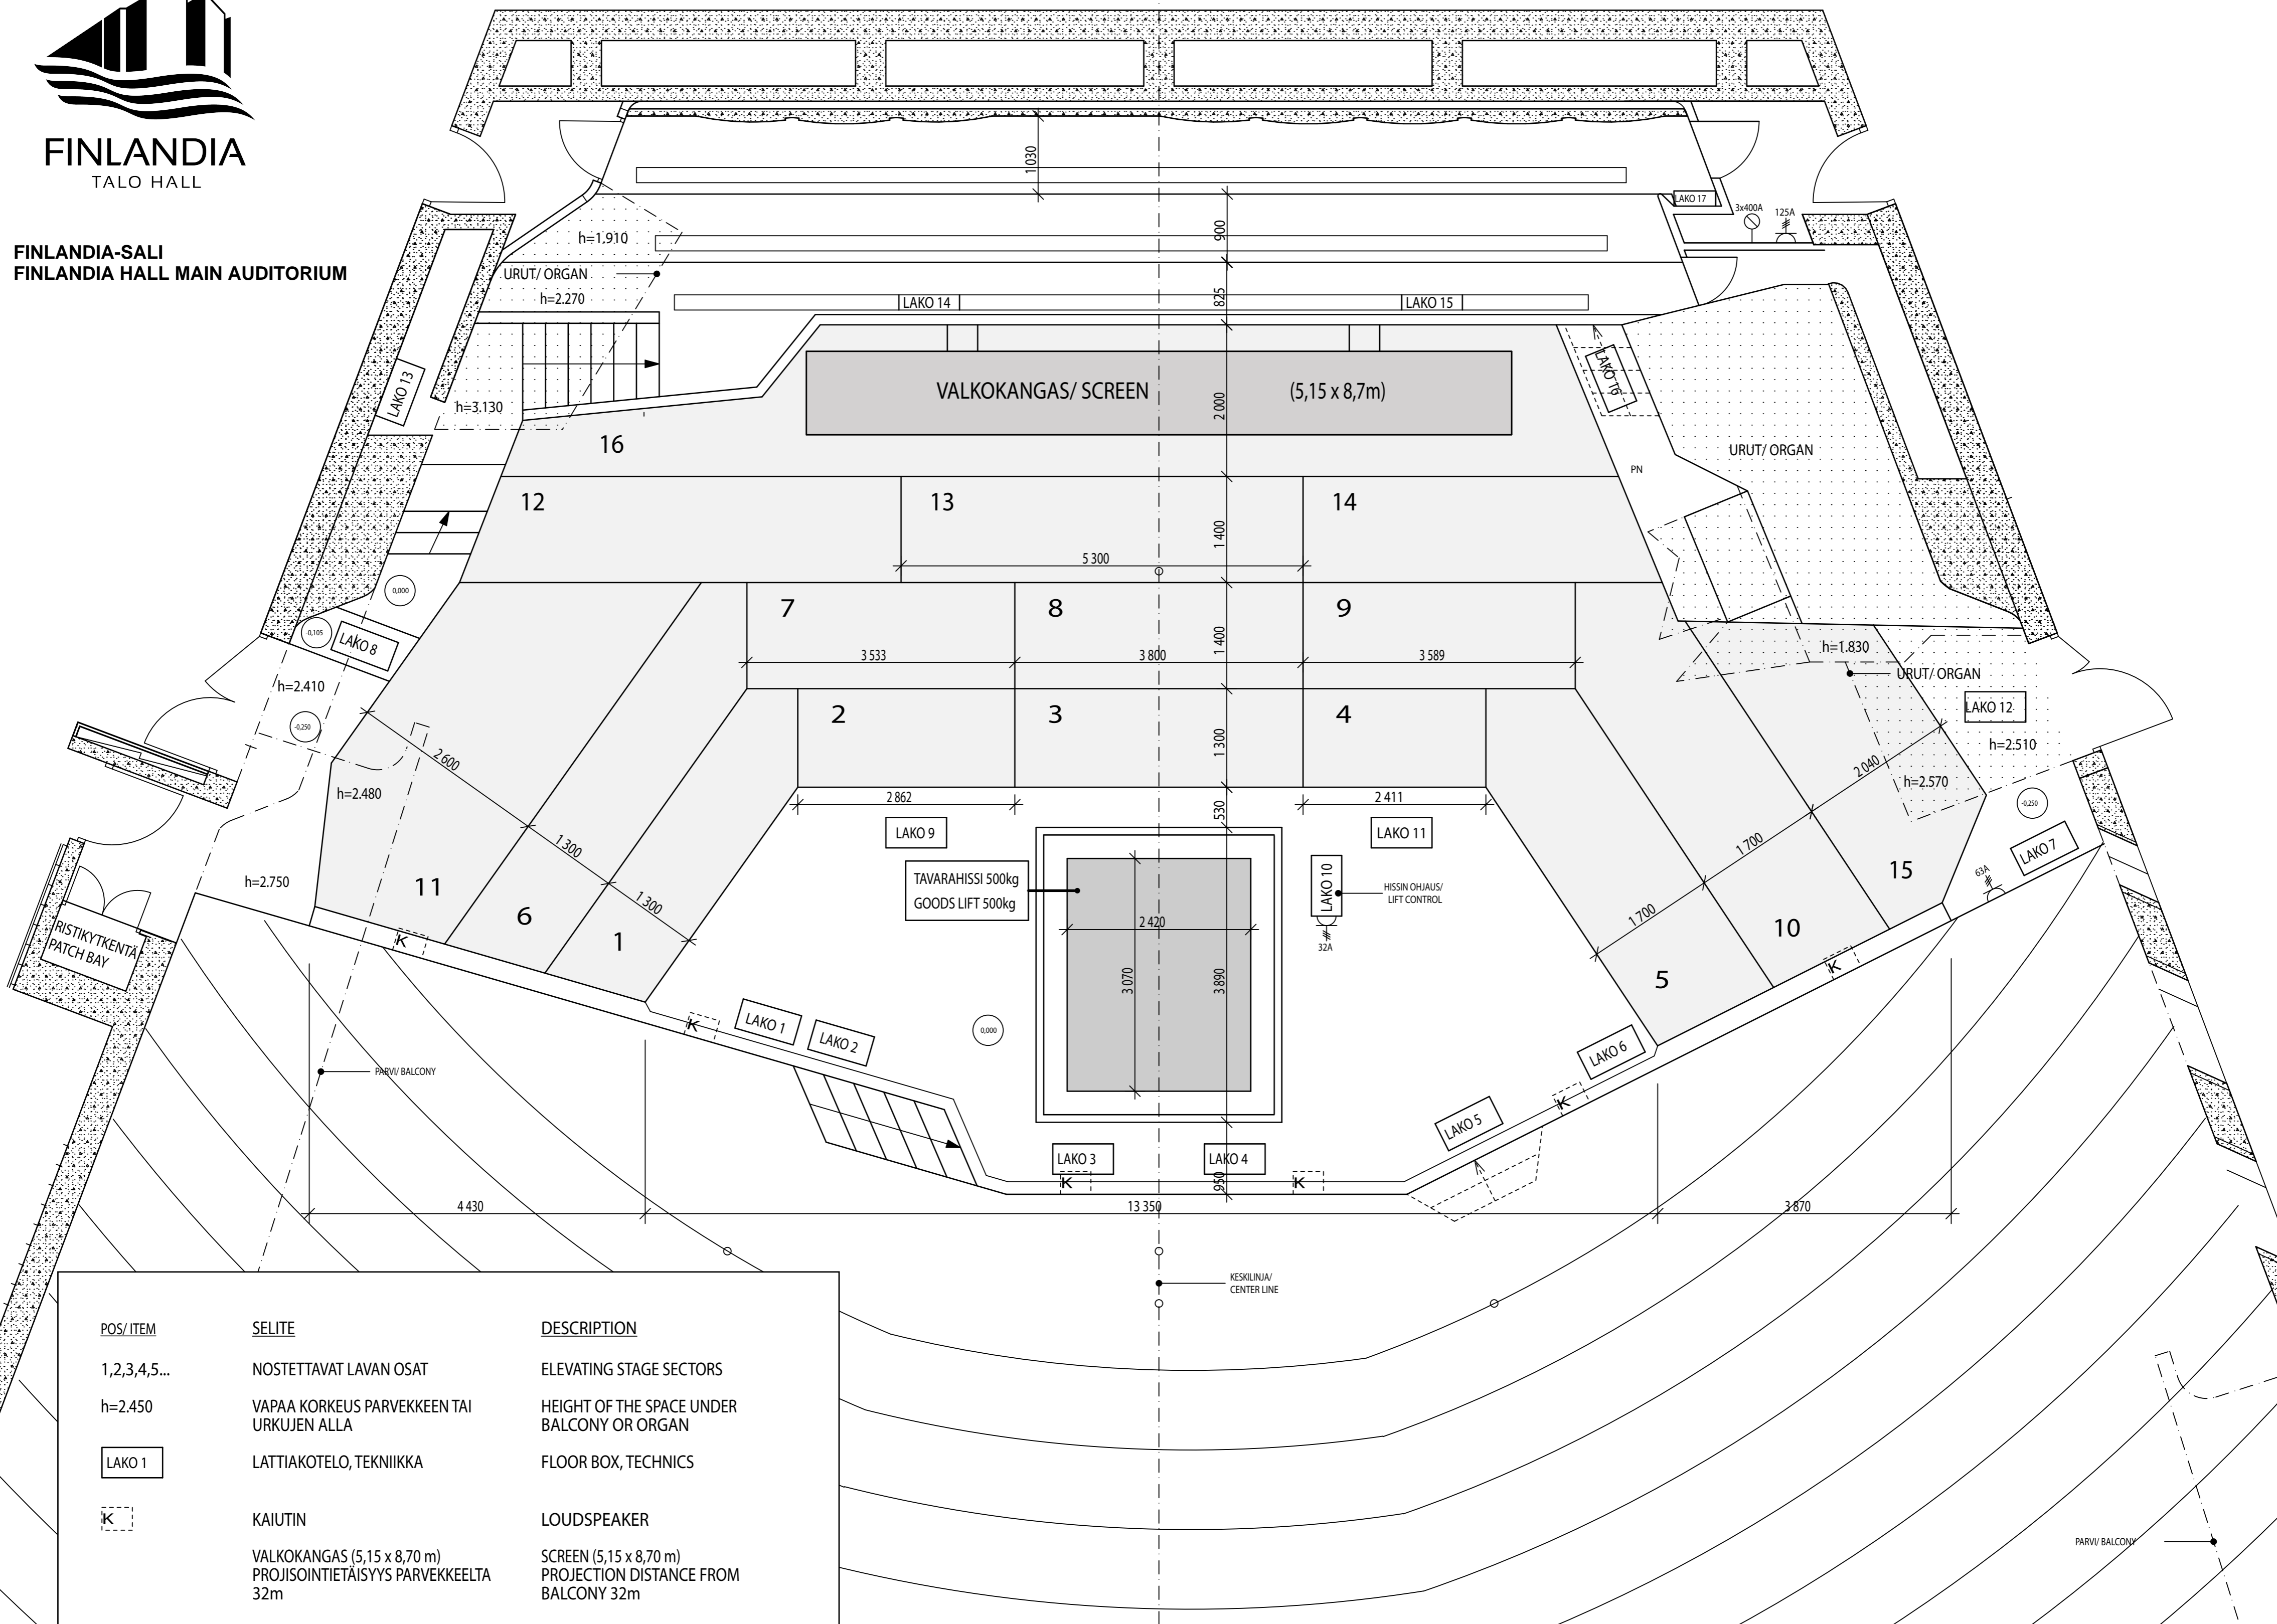 FINLANDIA
TALO HALL
FINLANDIA-SALI
FINLANDIA HALL MAIN AUDITORIUM
1 030
LAKO 17
3x400A
125A
900
h=1.910
URUT/ ORGAN
h=2.270
825
LAKO 14
LAKO 15
LAKO 13
h=3.130
VALKOKANGAS/ SCREEN (5,15 x 8,7m)
2 000
LAKO 16
16
URUT/ ORGAN
PN
12
13
14
1 400
5 300
0,000
7
8
9
-0,105
LAKO 8
1 400
3 533
3 800
3 589
h=1.830
URUT/ ORGAN
h=2.410
LAKO 12
2
3
4
-0,250
1 300
h=2.510
2 600
2 040
h=2.570
h=2.480
2 862
2 411
530
-0,250
LAKO 9
LAKO 11
1 300
1 700
LAKO 7
h=2.750
11
TAVARAHISSI 500kg
GOODS LIFT 500kg
LAKO 10
HISSIN OHJAUS/
LIFT CONTROL
15
63A
6
1 300
2 420
1 700
RISTIKYTKENTÄ
PATCH BAY
K
1
32A
10
K
3 070
3 890
5
K
LAKO 1
LAKO 2
0,000
LAKO 6
PARVI/ BALCONY
K
LAKO 5
LAKO 3
LAKO 4
K
950
K
4 430
13 350
3 870
KESKILINJA/
CENTER LINE
POS/ ITEM SELITE DESCRIPTION
1,2,3,4,5... NOSTETTAVAT LAVAN OSAT ELEVATING STAGE SECTORS
h=2.450 VAPAA KORKEUS PARVEKKEEN TAI HEIGHT OF THE SPACE UNDER
URKUJEN ALLA BALCONY OR ORGAN
LAKO 1 LATTIAKOTELO, TEKNIIKKA FLOOR BOX, TECHNICS
K KAIUTIN LOUDSPEAKER
VALKOKANGAS (5,15 x 8,70 m) SCREEN (5,15 x 8,70 m)
PROJISOINTIETÄISYYS PARVEKKEELTA PROJECTION DISTANCE FROM
32m BALCONY 32m
PARVI/ BALCONY